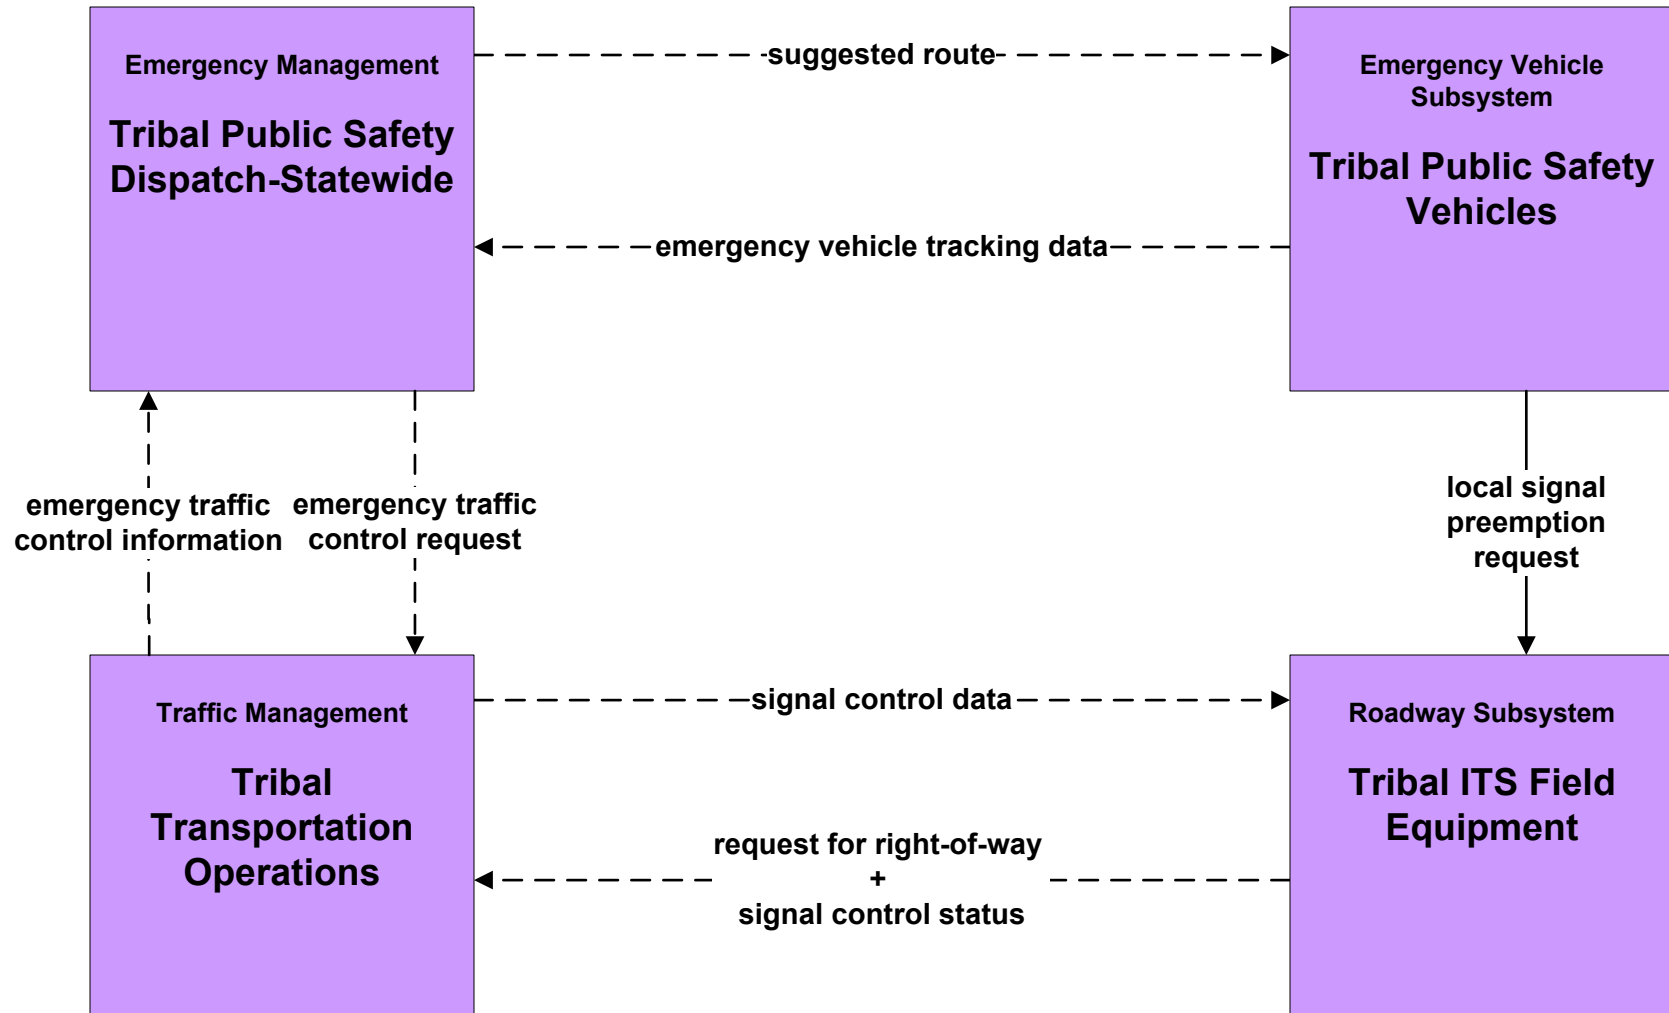 Emergency Management
Tribal Public Safety
Dispatch-Statewide
suggested route
Emergency Vehicle
Subsystem
Tribal Public Safety
Vehicles
emergency vehicle tracking data
emergency traffic
control information
emergency traffic
control request
local signal
preemption
request
Traffic Management
Tribal
Transportation
Operations
signal control data
request for right-of-way
+
signal control status
Roadway Subsystem
Tribal ITS Field
Equipment